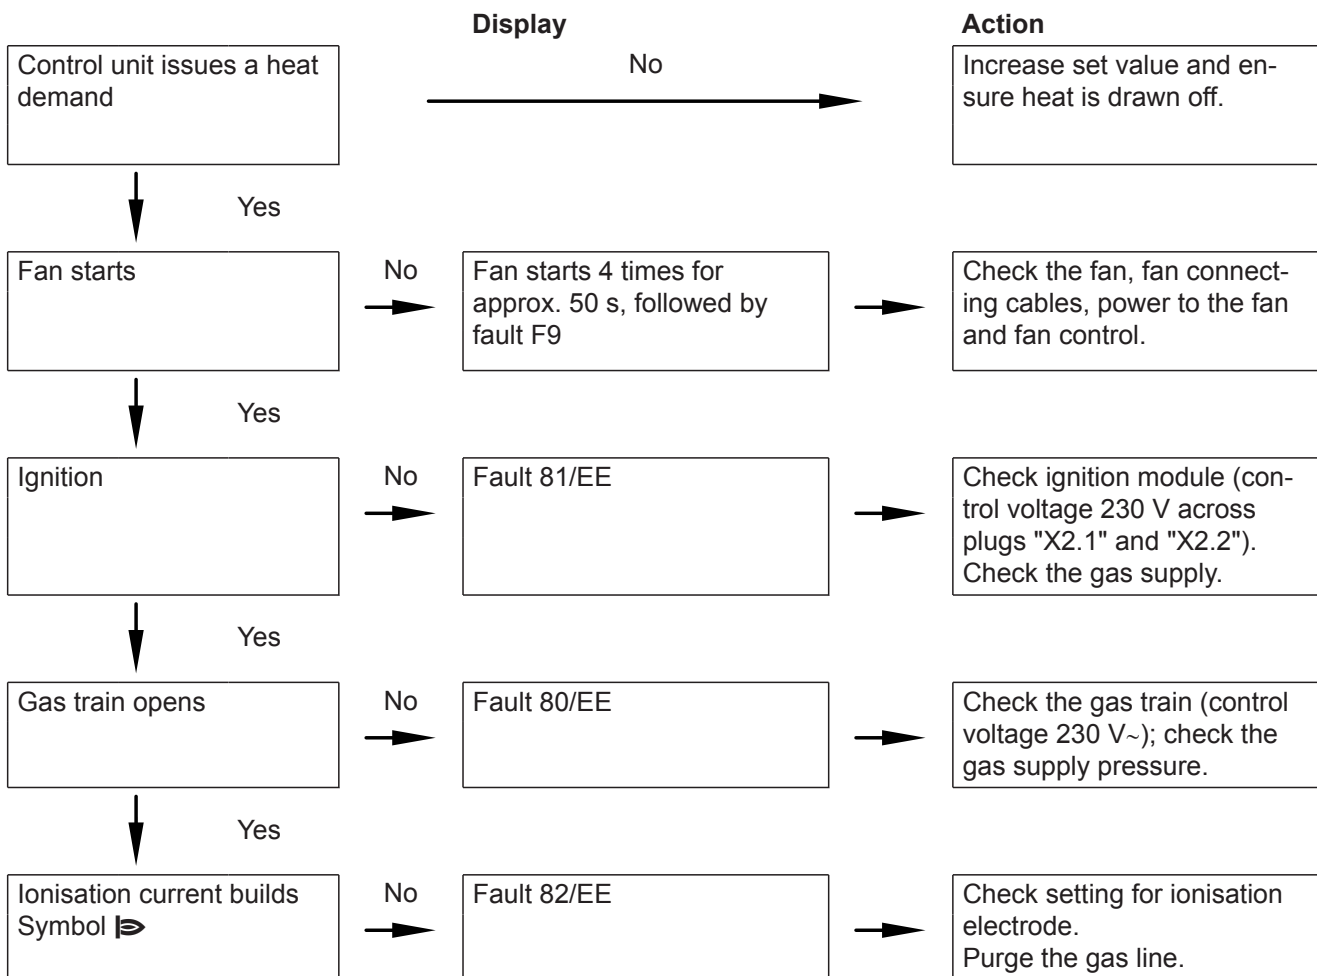 Display
Action
Control unit issues a heat
demand
No
Increase set value and en-
sure heat is drawn off.
Yes
Fan starts
No
Fan starts 4 times for
approx. 50 s, followed by
fault F9
Check the fan, fan connect-
ing cables, power to the fan
and fan control.
Yes
Ignition
No
Fault 81/EE
Check ignition module (con-
trol voltage 230 V across
plugs "X2.1" and "X2.2").
Check the gas supply.
Yes
Gas train opens
No
Fault 80/EE
Check the gas train (control
voltage 230 V~); check the
gas supply pressure.
Yes
Ionisation current builds
Symbol
No
Fault 82/EE
Check setting for ionisation
electrode.
Purge the gas line.